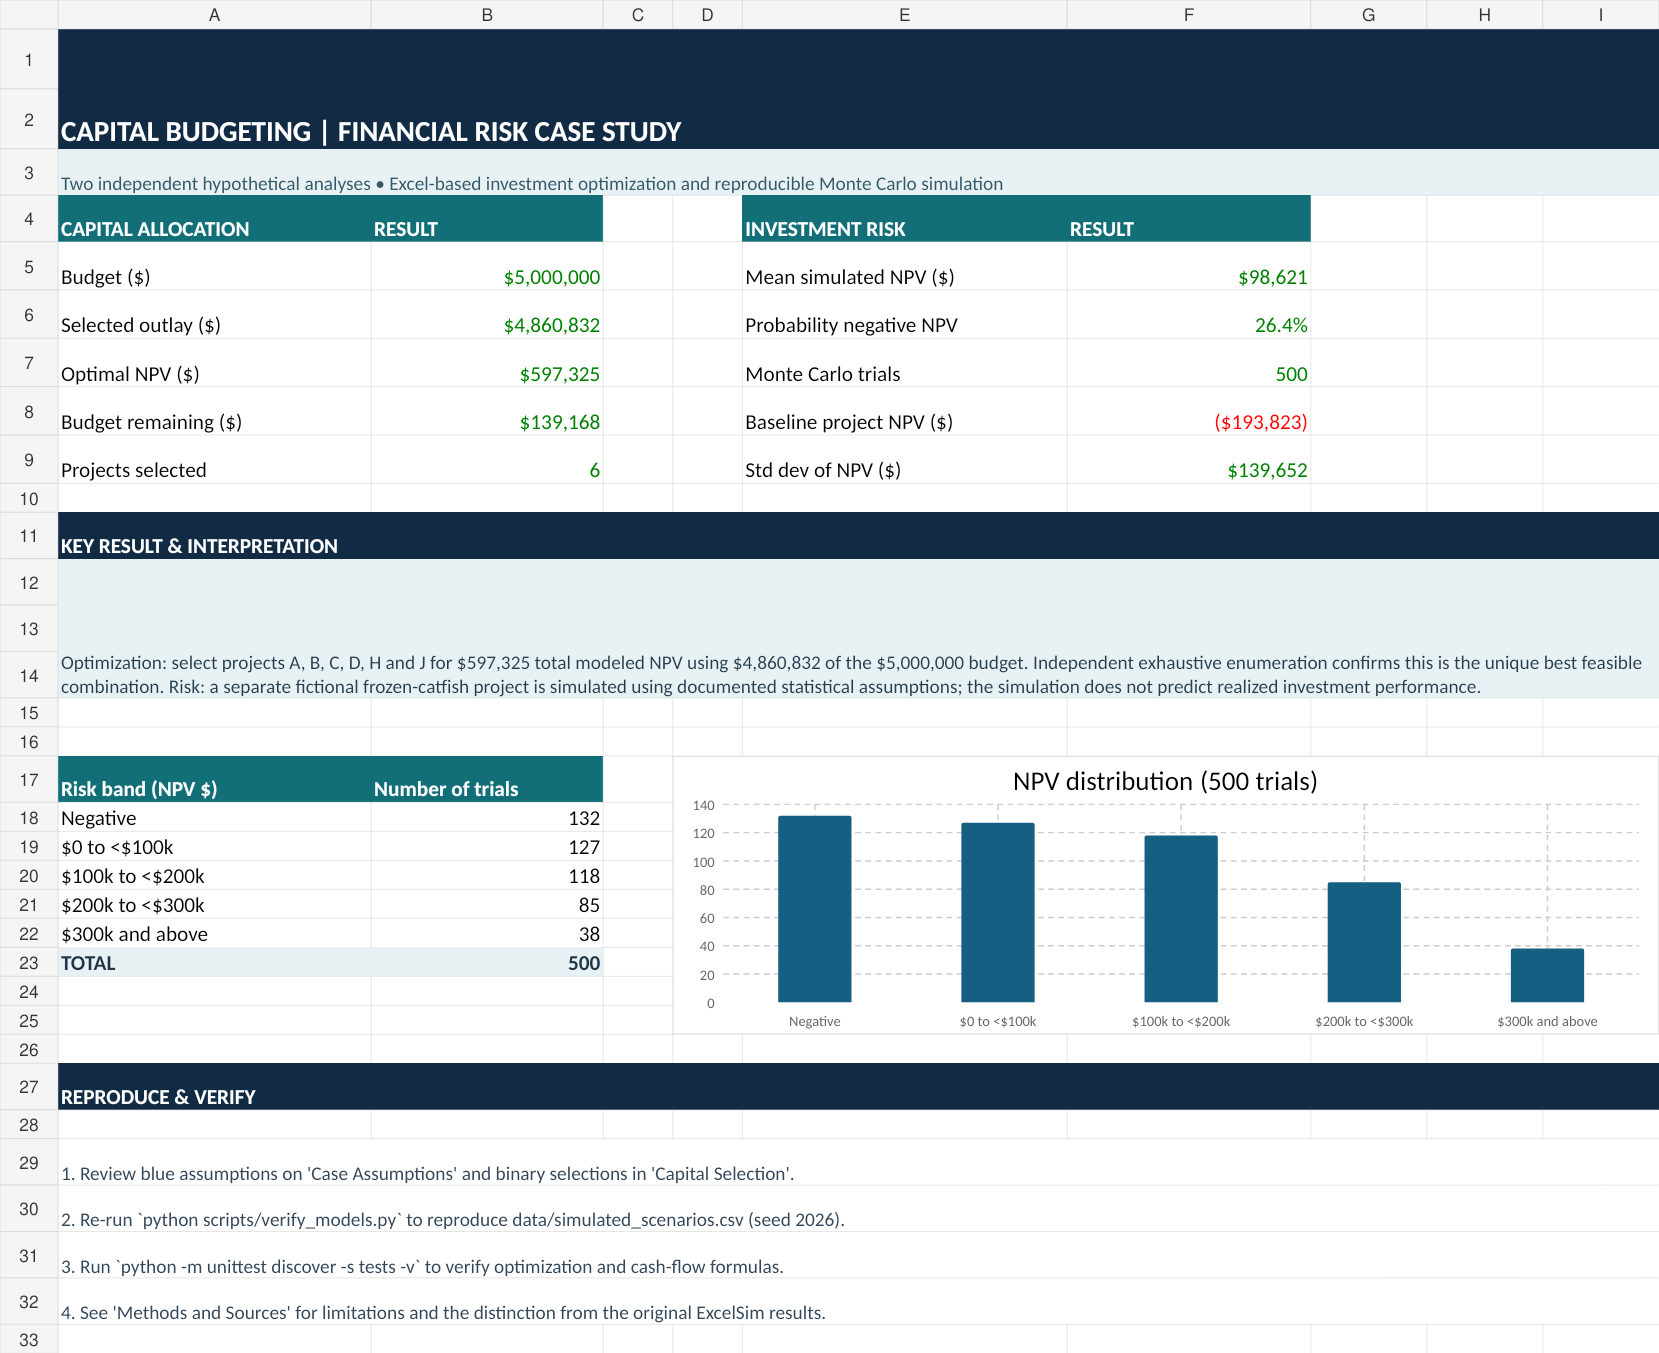 A B C D E F G H I
1
2 CAPITAL BUDGETING | FINANCIAL RISK CASE STUDY
3 Two independent hypothetical analyses • Excel-based investment optimization and reproducible Monte Carlo simulation
4 CAPITAL ALLOCATION RESULT INVESTMENT RISK RESULT
5 Budget ($) $5,000,000 Mean simulated NPV ($) $98,621
6 Selected outlay ($) $4,860,832 Probability negative NPV 26.4%
7 Optimal NPV ($) $597,325 Monte Carlo trials 500
8 Budget remaining ($) $139,168 Baseline project NPV ($) ($193,823)
9 Projects selected 6 Std dev of NPV ($) $139,652
10
11 KEY RESULT & INTERPRETATION
12
13
14 Optimization: select projects A, B, C, D, H and J for $597,325 total modeled NPV using $4,860,832 of the $5,000,000 budget. Independent exhaustive enumeration confirms this is the unique best feasible
combination. Risk: a separate fictional frozen-catfish project is simulated using documented statistical assumptions; the simulation does not predict realized investment performance.
15
16
17 Risk band (NPV $) Number of trials
18 Negative 132
19 $0 to <$100k 127
20 $100k to <$200k 118
21 $200k to <$300k 85
22 $300k and above 38
23 TOTAL 500
24
25
26
NPV distribution (500 trials)
140
120
100
80
60
40
20
0
Negative $0 to <$100k $100k to <$200k $200k to <$300k $300k and above
27 REPRODUCE & VERIFY
28
29 1. Review blue assumptions on 'Case Assumptions' and binary selections in 'Capital Selection'.
30 2. Re-run `python scripts/verify_models.py` to reproduce data/simulated_scenarios.csv (seed 2026).
31 3. Run `python -m unittest discover -s tests -v` to verify optimization and cash-flow formulas.
32 4. See 'Methods and Sources' for limitations and the distinction from the original ExcelSim results.
33